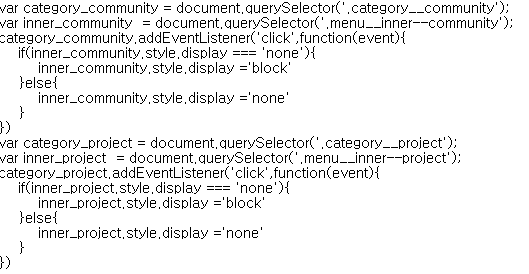 var category_community = document.querySelector('.category__community');
var inner_community  = document.querySelector('.menu__inner--community');
category_community.addEventListener('click',function(event){
    if(inner_community.style.display === 'none'){
        inner_community.style.display ='block'
    }else{
        inner_community.style.display ='none'
    }
})
var category_project = document.querySelector('.category__project');
var inner_project  = document.querySelector('.menu__inner--project');
category_project.addEventListener('click',function(event){
    if(inner_project.style.display === 'none'){
        inner_project.style.display ='block'
    }else{
        inner_project.style.display ='none'
    }
})